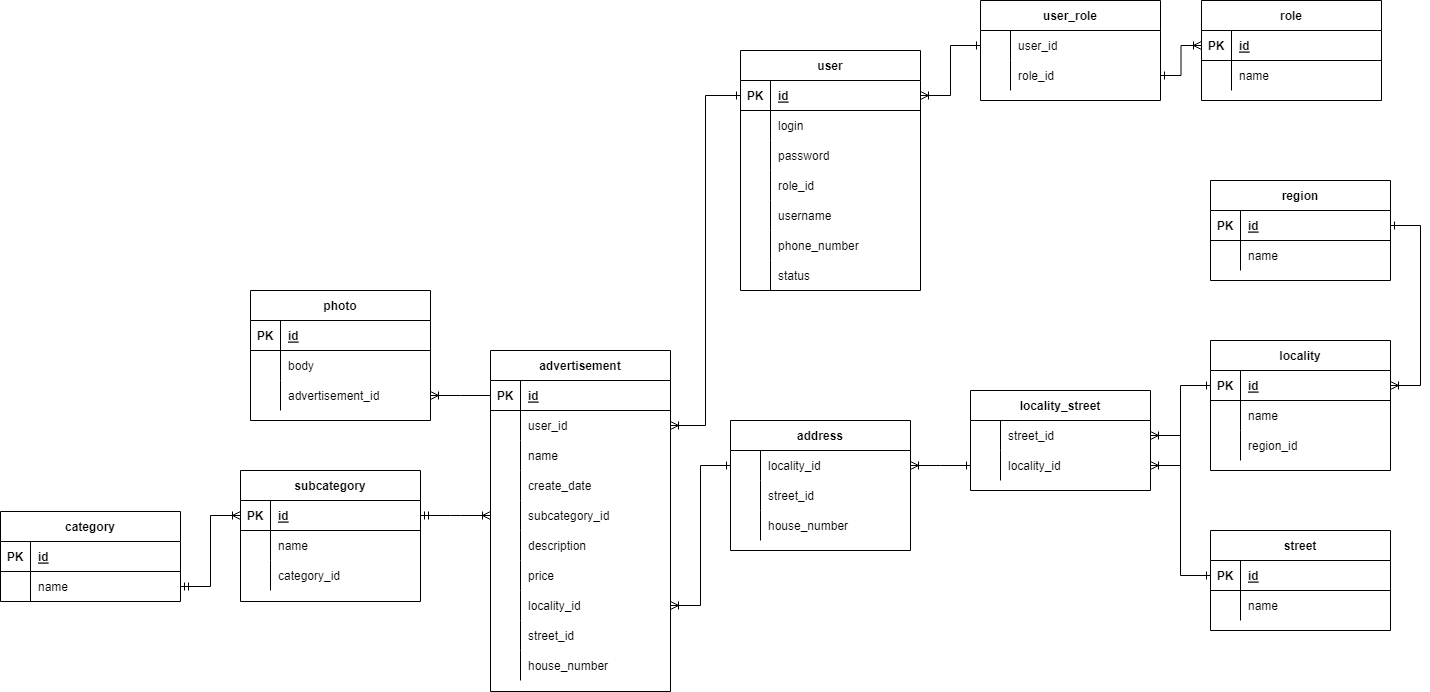 user_role
user_id
role_id
role
PK id
name
user
PK id
login
password
role_id
username
phone_number
status
region
PK id
name
photo
PK id
body
advertisement_id
advertisement
PK id
user_id
name
create_date
subcategory_id
description
price
locality_id
street_id
house_number
locality
PK id
name
region_id
locality_street
street_id
locality_id
address
locality_id
street_id
house_number
subcategory
PK id
name
category_id
category
PK id
name
street
PK id
name